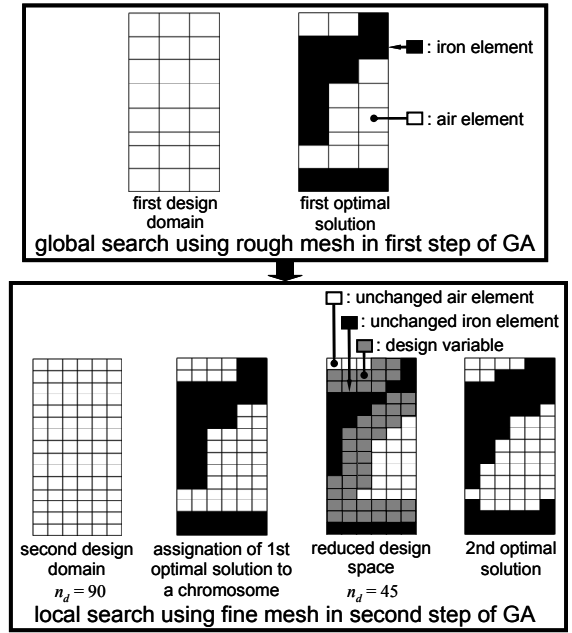 : iron element
: air element
first design
domain
first optimal
solution
global search using rough mesh in first step of GA
: unchanged air element
: unchanged iron element
: design variable
second design
domain
n_d = 90
assignation of 1st
optimal solution to
a chromosome
reduced design
space
n_d = 45
2nd optimal
solution
local search using fine mesh in second step of GA